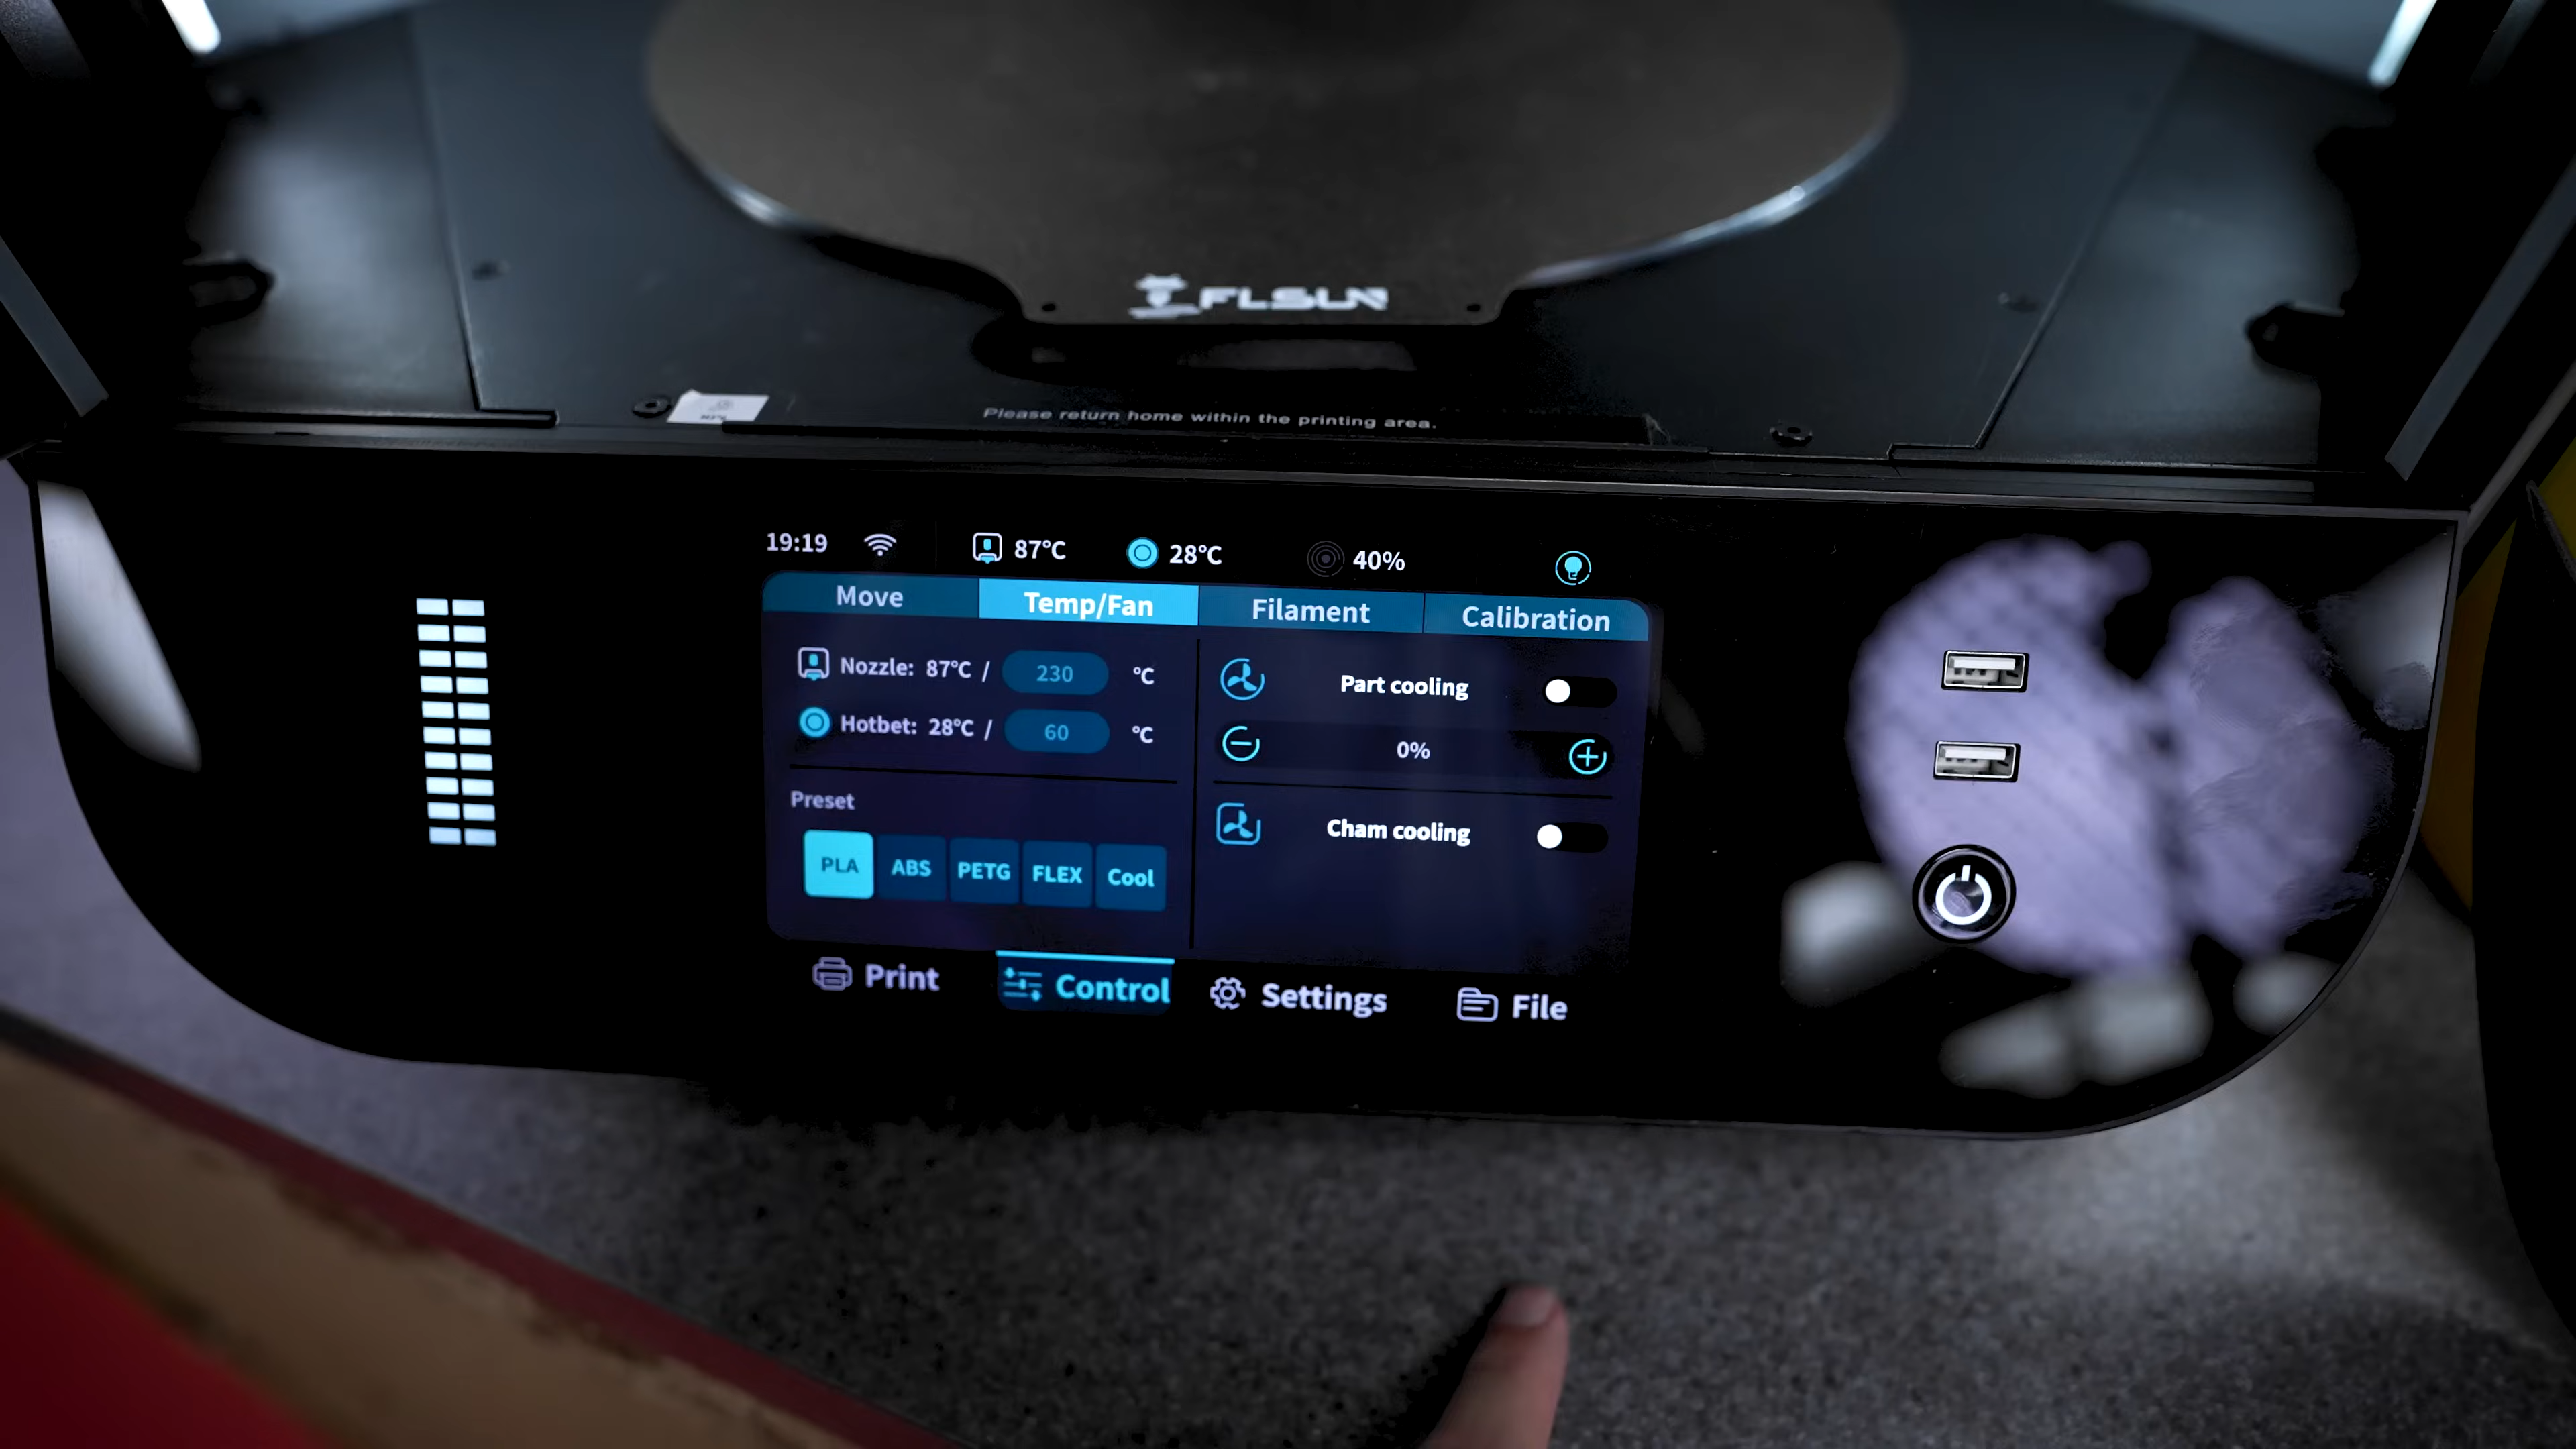 FLSUN
Please return home within the printing area.
19:19 87°C 28°C 40%
Move Temp/Fan Filament Calibration
Nozzle: 87°C / 230 °C
Hotbet: 28°C / 60 °C
Preset
PLA ABS PETG FLEX Cool
Part cooling
0%
Cham cooling
Print Control Settings File